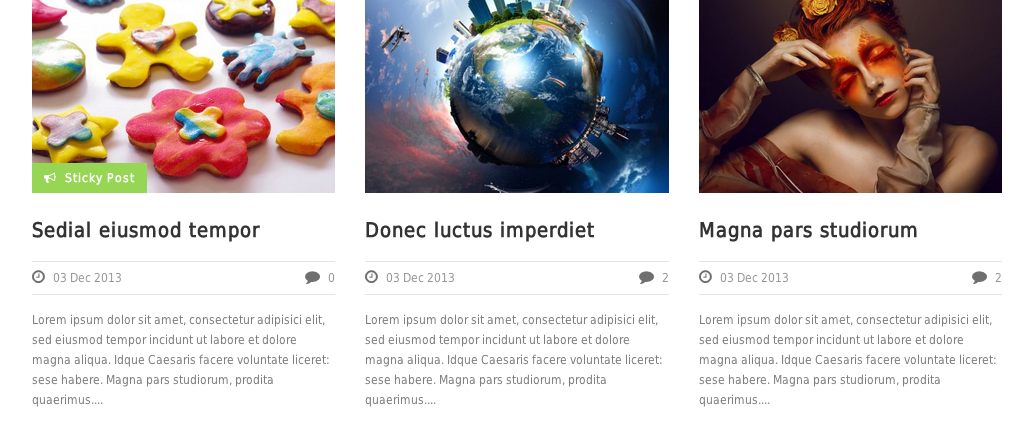 Sticky Post
Sedial eiusmod tempor
03 Dec 2013 0
Lorem ipsum dolor sit amet, consectetur adipisici elit,
sed eiusmod tempor incidunt ut labore et dolore
magna aliqua. Idque Caesaris facere voluntate liceret:
sese habere. Magna pars studiorum, prodita
quaerimus....
Donec luctus imperdiet
03 Dec 2013 2
Lorem ipsum dolor sit amet, consectetur adipisici elit,
sed eiusmod tempor incidunt ut labore et dolore
magna aliqua. Idque Caesaris facere voluntate liceret:
sese habere. Magna pars studiorum, prodita
quaerimus....
Magna pars studiorum
03 Dec 2013 2
Lorem ipsum dolor sit amet, consectetur adipisici elit,
sed eiusmod tempor incidunt ut labore et dolore
magna aliqua. Idque Caesaris facere voluntate liceret:
sese habere. Magna pars studiorum, prodita
quaerimus....